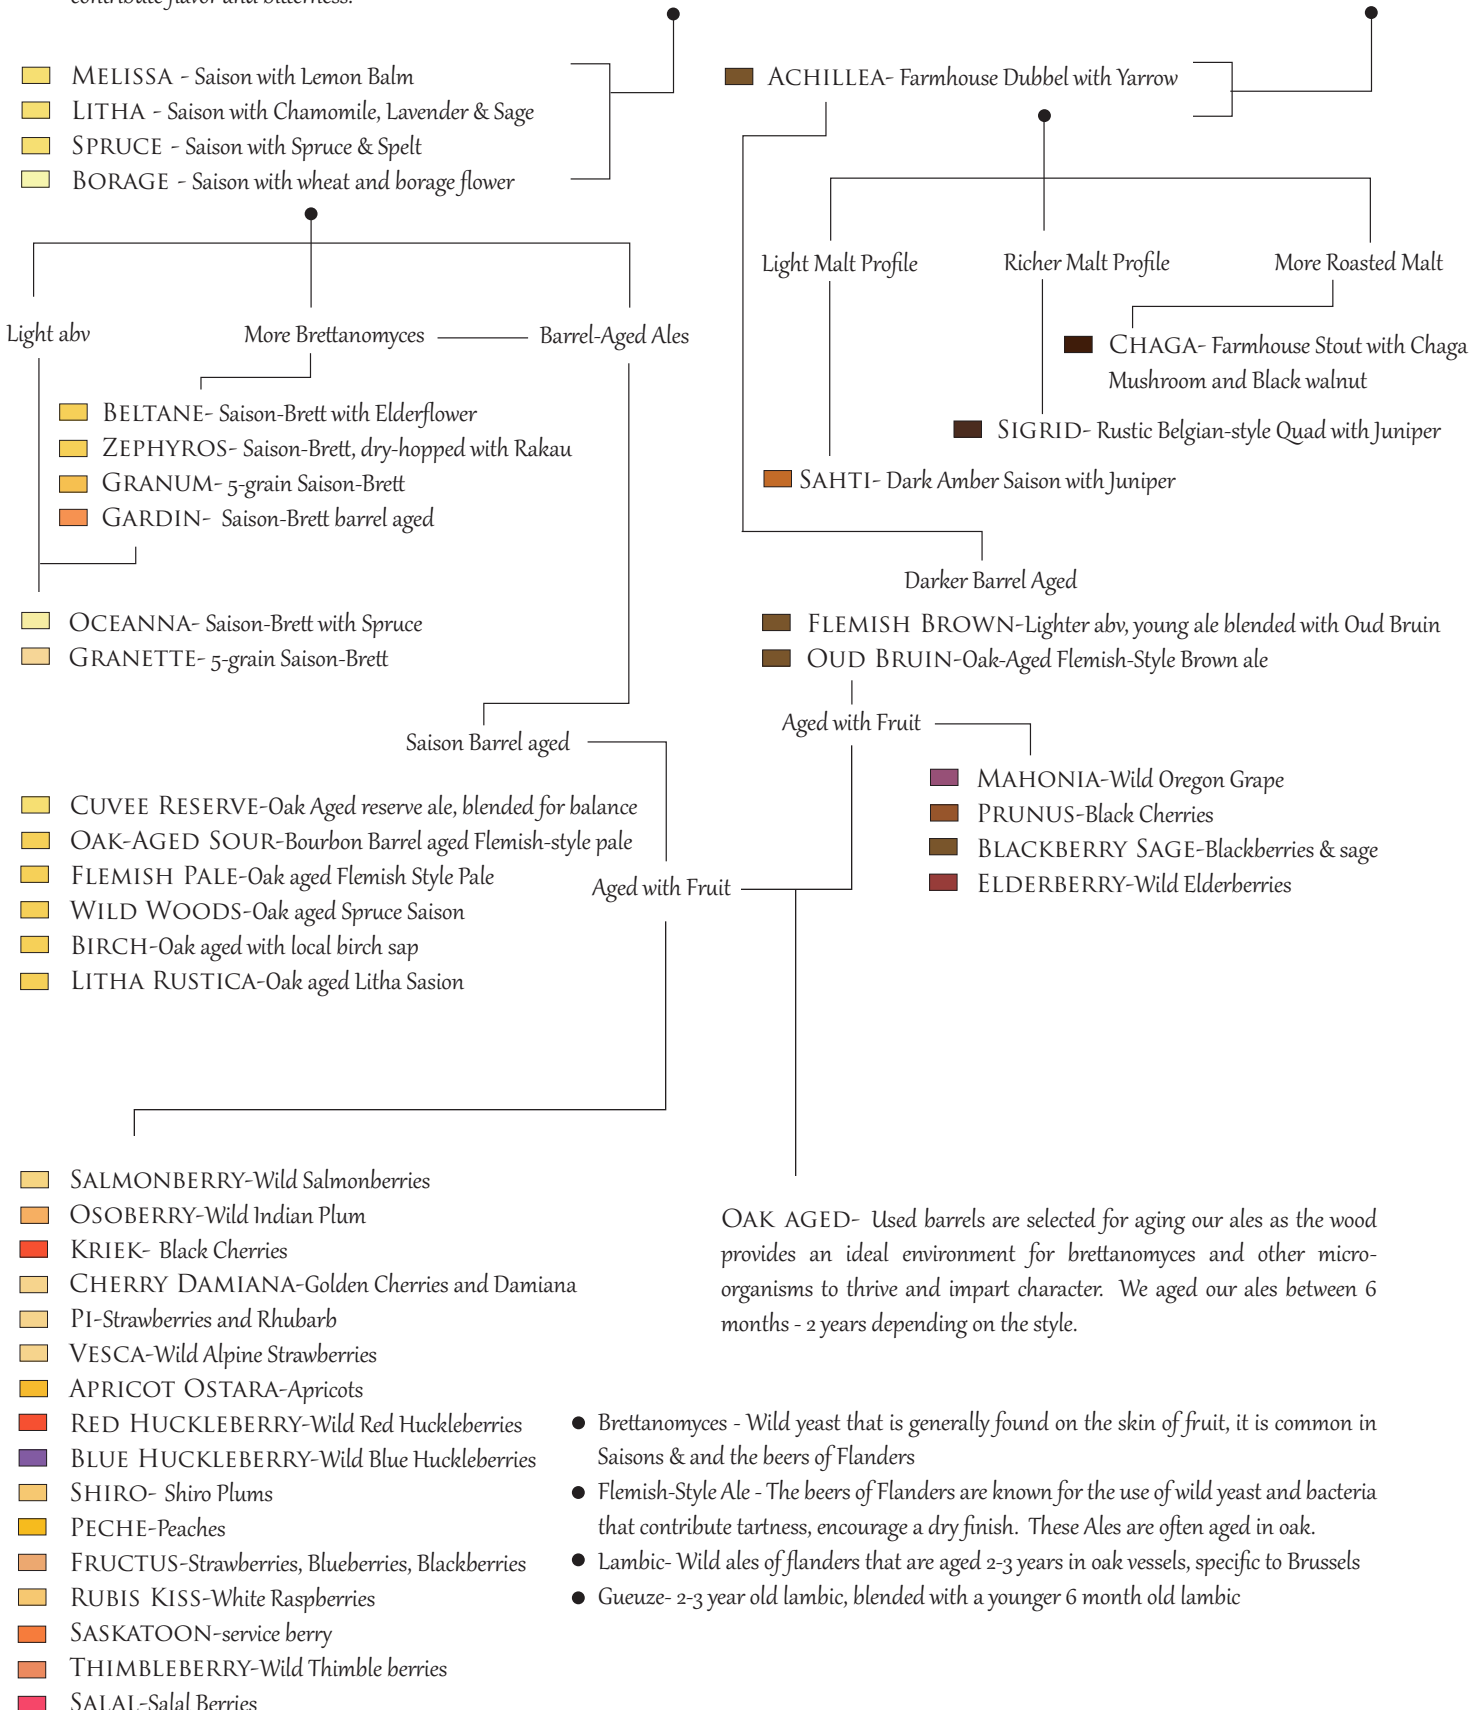 contribute flavor and bitterness.
MELISSA - Saison with Lemon Balm
LITHA - Saison with Chamomile, Lavender & Sage
SPRUCE - Saison with Spruce & Spelt
BORAGE - Saison with wheat and borage flower
ACHILLEA- Farmhouse Dubbel with Yarrow
Light Malt Profile
Richer Malt Profile
More Roasted Malt
Light abv
More Brettanomyces
Barrel-Aged Ales
CHAGA- Farmhouse Stout with Chaga
Mushroom and Black walnut
SIGRID- Rustic Belgian-style Quad with Juniper
SAHTI- Dark Amber Saison with Juniper
BELTANE- Saison-Brett with Elderflower
ZEPHYROS- Saison-Brett, dry-hopped with Rakau
GRANUM- 5-grain Saison-Brett
GARDIN- Saison-Brett barrel aged
OCEANNA- Saison-Brett with Spruce
GRANETTE- 5-grain Saison-Brett
Darker Barrel Aged
FLEMISH BROWN-Lighter abv, young ale blended with Oud Bruin
OUD BRUIN-Oak-Aged Flemish-Style Brown ale
Saison Barrel aged
Aged with Fruit
MAHONIA-Wild Oregon Grape
PRUNUS-Black Cherries
BLACKBERRY SAGE-Blackberries & sage
ELDERBERRY-Wild Elderberries
CUVEE RESERVE-Oak Aged reserve ale, blended for balance
OAK-AGED SOUR-Bourbon Barrel aged Flemish-style pale
FLEMISH PALE-Oak aged Flemish Style Pale
WILD WOODS-Oak aged Spruce Saison
BIRCH-Oak aged with local birch sap
LITHA RUSTICA-Oak aged Litha Sasion
Aged with Fruit
SALMONBERRY-Wild Salmonberries
OSOBERRY-Wild Indian Plum
KRIEK- Black Cherries
CHERRY DAMIANA-Golden Cherries and Damiana
PI-Strawberries and Rhubarb
VESCA-Wild Alpine Strawberries
APRICOT OSTARA-Apricots
RED HUCKLEBERRY-Wild Red Huckleberries
BLUE HUCKLEBERRY-Wild Blue Huckleberries
SHIRO- Shiro Plums
PECHE-Peaches
FRUCTUS-Strawberries, Blueberries, Blackberries
RUBIS KISS-White Raspberries
SASKATOON-service berry
THIMBLEBERRY-Wild Thimble berries
SALAL-Salal Berries
OAK AGED- Used barrels are selected for aging our ales as the wood
provides an ideal environment for brettanomyces and other micro-
organisms to thrive and impart character. We aged our ales between 6
months - 2 years depending on the style.
● Brettanomyces - Wild yeast that is generally found on the skin of fruit, it is common in
Saisons & and the beers of Flanders
● Flemish-Style Ale - The beers of Flanders are known for the use of wild yeast and bacteria
that contribute tartness, encourage a dry finish. These Ales are often aged in oak.
● Lambic- Wild ales of flanders that are aged 2-3 years in oak vessels, specific to Brussels
● Gueuze- 2-3 year old lambic, blended with a younger 6 month old lambic